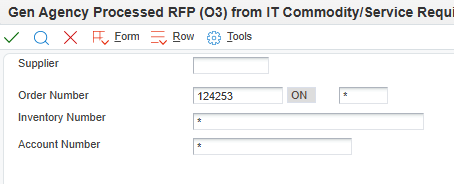 Gen Agency Processed RFP (O3) from IT Commodity/Service Requi
Form Row Tools
Supplier
Order Number 124253 ON *
Inventory Number *
Account Number *